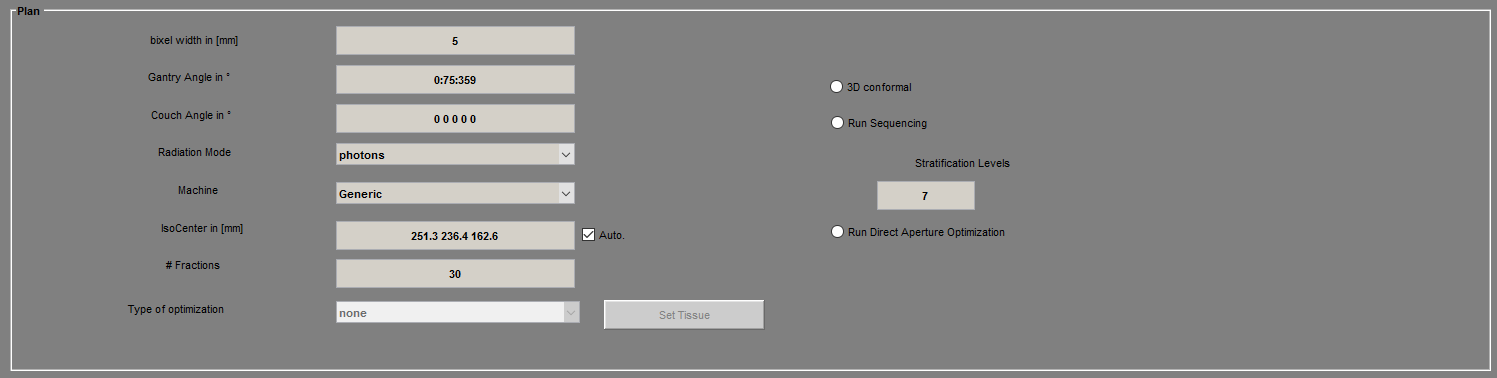 Plan
bixel width in [mm] 5
Gantry Angle in ° 0:75:359
3D conformal
Couch Angle in ° 0 0 0 0 0
Run Sequencing
Radiation Mode photons
Stratification Levels
Machine Generic
7
IsoCenter in [mm] 251.3 236.4 162.6 Auto.
Run Direct Aperture Optimization
# Fractions 30
Type of optimization none Set Tissue